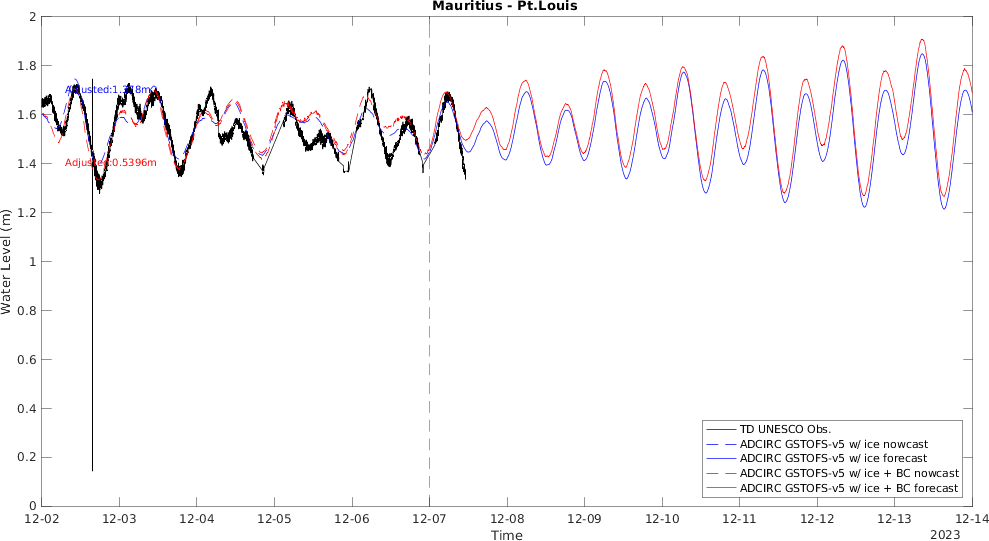 Mauritius - Pt.Louis
2
1.8
1.6
1.4
1.2
1
0.8
0.6
0.4
0.2
0
Water Level (m)
Adjusted:0.5396m
TD UNESCO Obs.
ADCIRC GSTOFS-v5 w/ ice nowcast
ADCIRC GSTOFS-v5 w/ ice forecast
ADCIRC GSTOFS-v5 w/ ice + BC nowcast
ADCIRC GSTOFS-v5 w/ ice + BC forecast
12-02 12-03 12-04 12-05 12-06 12-07 12-08 12-09 12-10 12-11 12-12 12-13 12-14
Time
2023